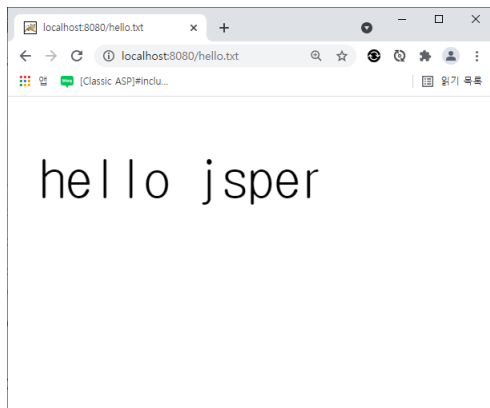 localhost:8080/hello.txt
localhost:8080/hello.txt
앱 [Classic ASP]#inclu... 읽기 목록
hello jsper